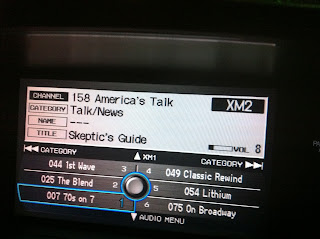 CHANNEL 158 America's Talk XM2
CATEGORY Talk/News
NAME ---
TITLE Skeptic's Guide VOL 8
CATEGORY XM1 CATEGORY
044 1st Wave 3 4 049 Classic Rewind
025 The Blend 2 5 054 Lithium
007 70s on 7 1 6 075 On Broadway
AUDIO MENU